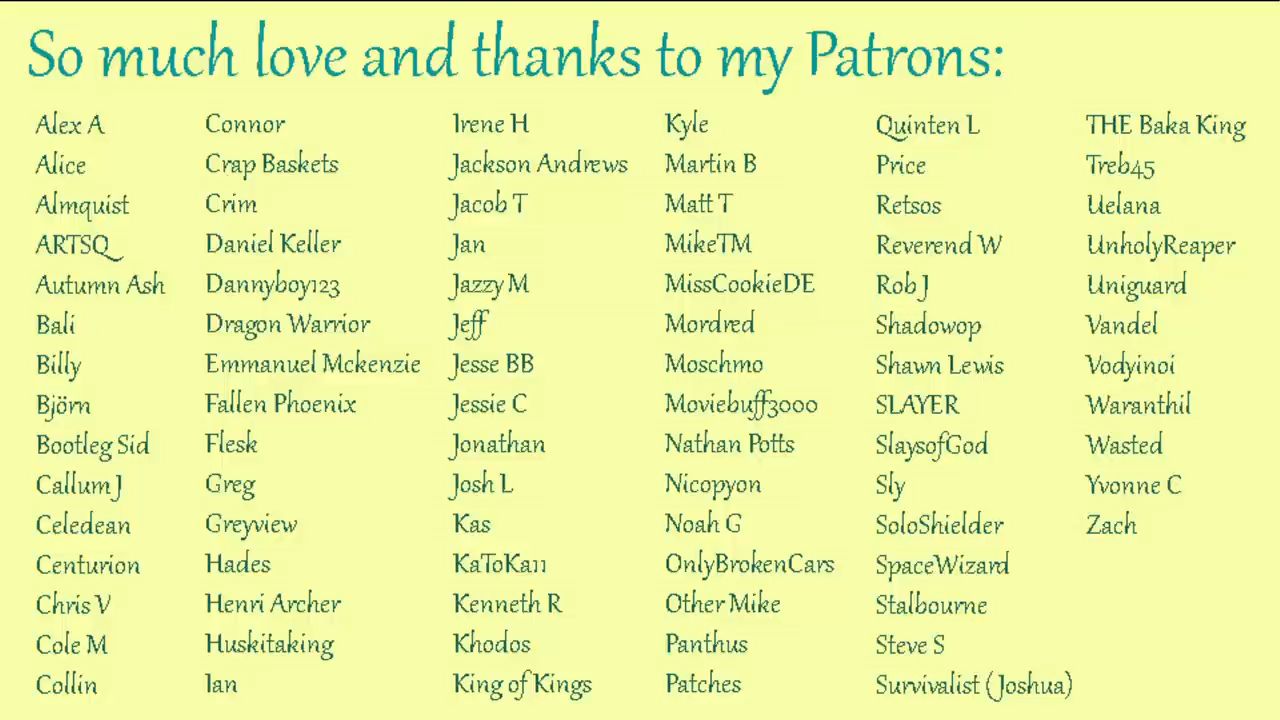 So much love and thanks to my Patrons:
Alex A
Alice
Almquist
ARTSQ
Autumn Ash
Bali
Billy
Björn
Bootleg Sid
Callum J
Celedean
Centurion
Chris V
Cole M
Collin
Connor
Crap Baskets
Crim
Daniel Keller
Dannyboy123
Dragon Warrior
Emmanuel Mckenzie
Fallen Phoenix
Flesk
Greg
Greyview
Hades
Henri Archer
Huskitaking
Ian
Irene H
Jackson Andrews
Jacob T
Jan
Jazzy M
Jeff
Jesse BB
Jessie C
Jonathan
Josh L
Kas
KaToKa11
Kenneth R
Khodos
King of Kings
Kyle
Martin B
Matt T
MikeTM
MissCookieDE
Mordred
Moschmo
Moviebuff3000
Nathan Potts
Nicopyon
Noah G
OnlyBrokenCars
Other Mike
Panthus
Patches
Quinten L
Price
Retsos
Reverend W
Rob J
Shadowop
Shawn Lewis
SLAYER
SlaysofGod
Sly
SoloShielder
SpaceWizard
Stalbourne
Steve S
Survivalist (Joshua)
THE Baka King
Treb45
Uelana
UnholyReaper
Uniguard
Vandel
Vodyinoi
Waranthil
Wasted
Yvonne C
Zach